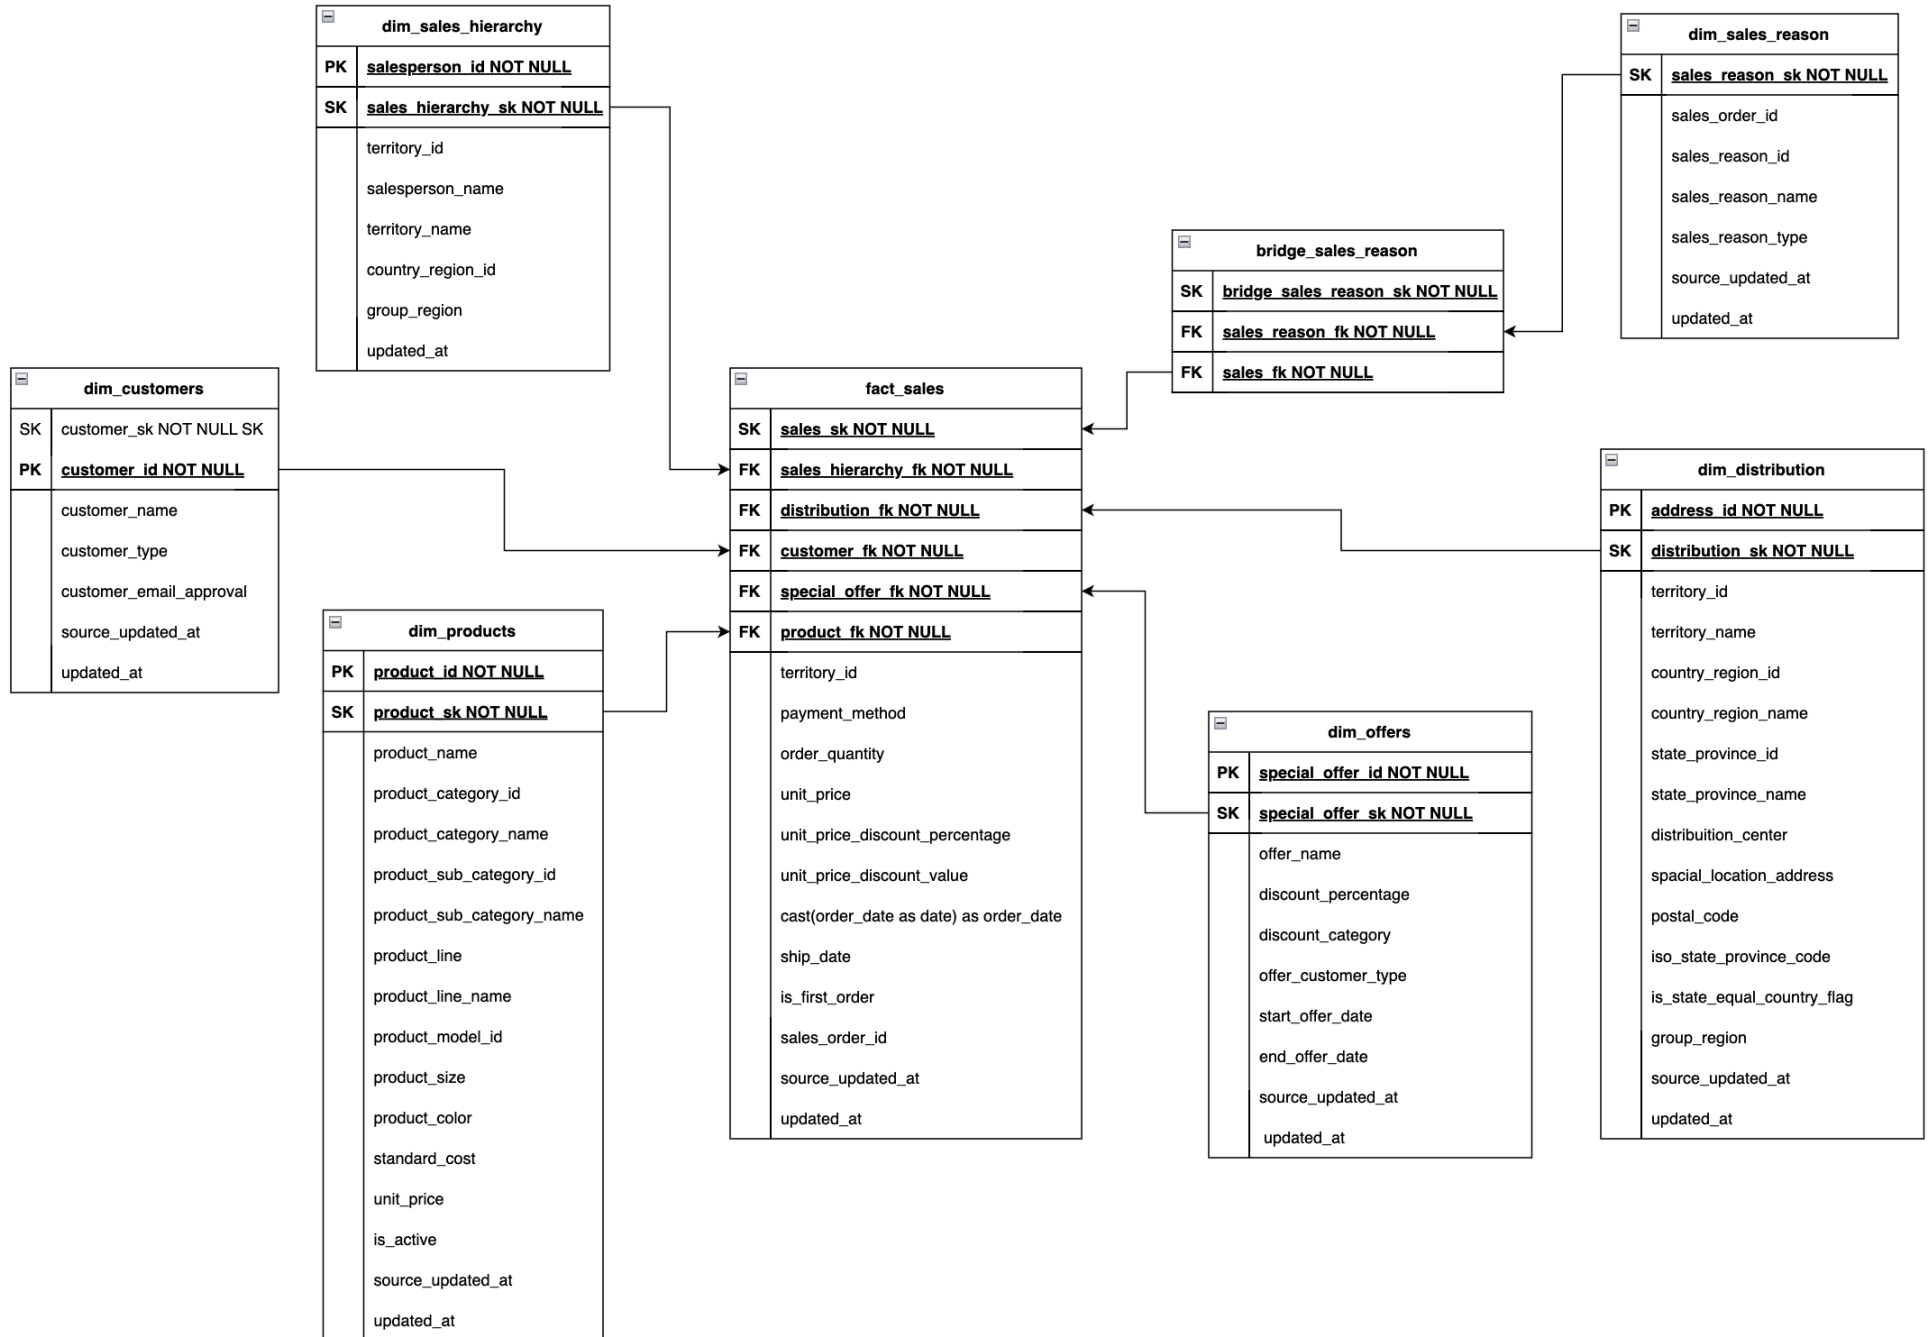 dim_sales_hierarchy
PK salesperson_id NOT NULL
SK sales_hierarchy_sk NOT NULL
territory_id
salesperson_name
territory_name
country_region_id
group_region
updated_at
dim_sales_reason
SK sales_reason_sk NOT NULL
sales_order_id
sales_reason_id
sales_reason_name
sales_reason_type
source_updated_at
updated_at
bridge_sales_reason
SK bridge_sales_reason_sk NOT NULL
FK sales_reason_fk NOT NULL
FK sales_fk NOT NULL
dim_customers
SK customer_sk NOT NULL SK
PK customer_id NOT NULL
customer_name
customer_type
customer_email_approval
source_updated_at
updated_at
fact_sales
SK sales_sk NOT NULL
FK sales_hierarchy_fk NOT NULL
FK distribution_fk NOT NULL
FK customer_fk NOT NULL
FK special_offer_fk NOT NULL
FK product_fk NOT NULL
territory_id
payment_method
order_quantity
unit_price
unit_price_discount_percentage
unit_price_discount_value
cast(order_date as date) as order_date
ship_date
is_first_order
sales_order_id
source_updated_at
updated_at
dim_distribution
PK address_id NOT NULL
SK distribution_sk NOT NULL
territory_id
territory_name
country_region_id
country_region_name
state_province_id
state_province_name
distribuition_center
spacial_location_address
postal_code
iso_state_province_code
is_state_equal_country_flag
group_region
source_updated_at
updated_at
dim_products
PK product_id NOT NULL
SK product_sk NOT NULL
product_name
product_category_id
product_category_name
product_sub_category_id
product_sub_category_name
product_line
product_line_name
product_model_id
product_size
product_color
standard_cost
unit_price
is_active
source_updated_at
updated_at
dim_offers
PK special_offer_id NOT NULL
SK special_offer_sk NOT NULL
offer_name
discount_percentage
discount_category
offer_customer_type
start_offer_date
end_offer_date
source_updated_at
updated_at